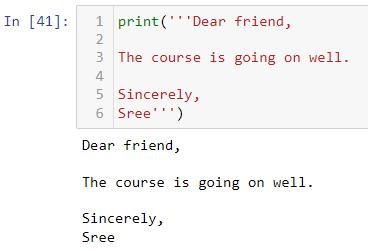 In [41]:
1 print('''Dear friend,
2
3 The course is going on well.
4
5 Sincerely,
6 Sree''')
Dear friend,
The course is going on well.
Sincerely,
Sree